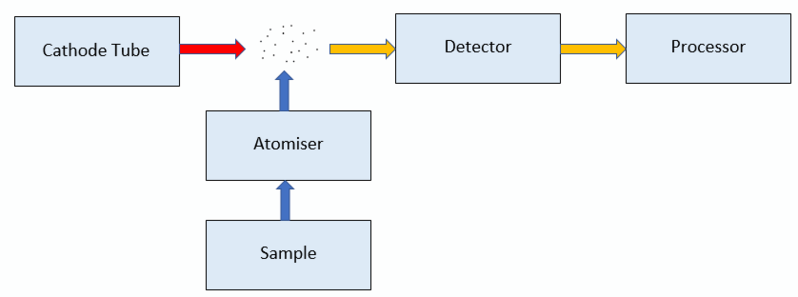 Cathode Tube
Detector
Processor
Atomiser
Sample